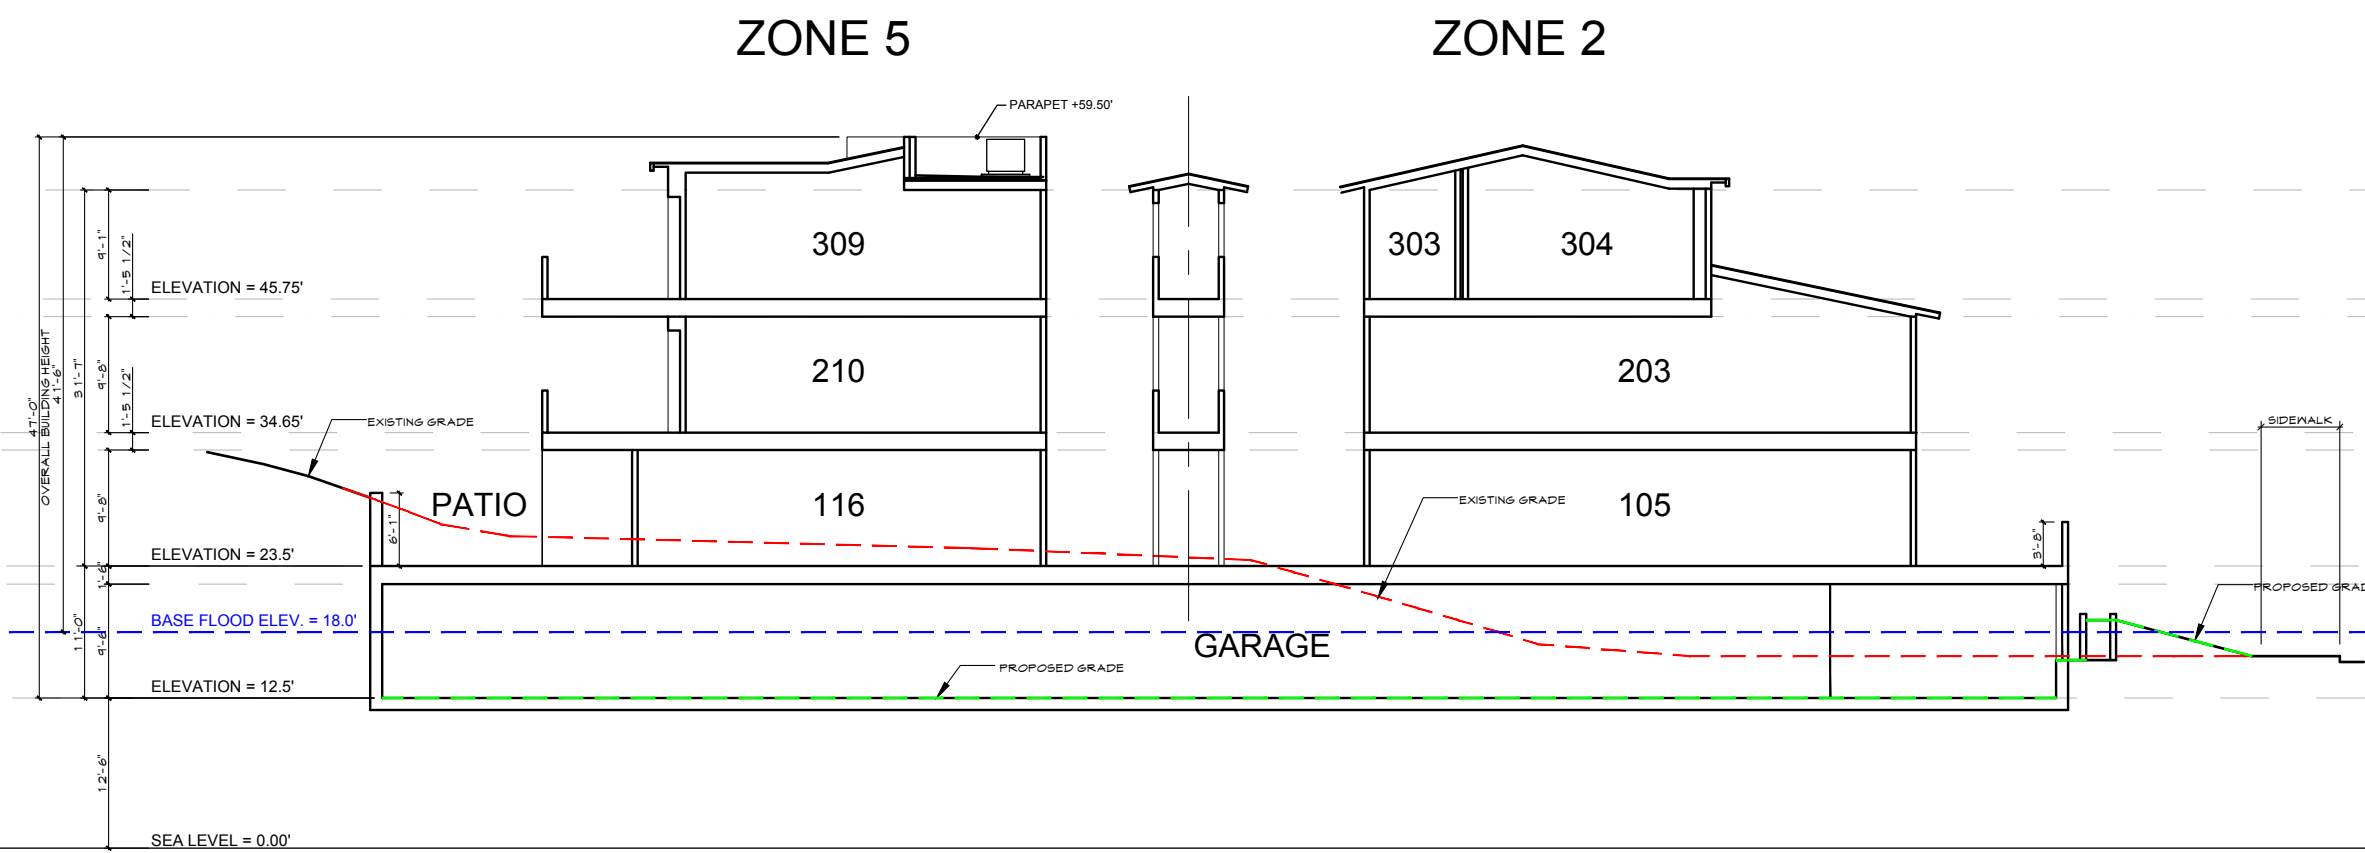 ZONE 5
ZONE 2
PARAPET +59.50'
309
303
304
9'-1"
1'-5 1/2"
ELEVATION = 45.75'
47'-0"
OVERALL BUILDING HEIGHT
41'-6"
31'-7"
9'-8"
1'-5 1/2"
210
203
ELEVATION = 34.65'
EXISTING GRADE
SIDEWALK
9'-8"
PATIO
6'-1"
116
EXISTING GRADE
105
3'-8"
ELEVATION = 23.5'
1'-6"
PROPOSED GRAD
BASE FLOOD ELEV. = 18.0'
11'-0"
9'-6"
GARAGE
PROPOSED GRADE
ELEVATION = 12.5'
12'-6"
SEA LEVEL = 0.00'